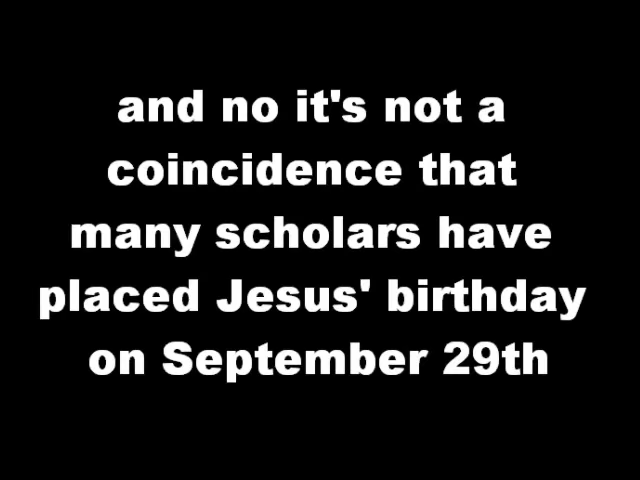 and no it's not a
coincidence that
many scholars have
placed Jesus' birthday
on September 29th